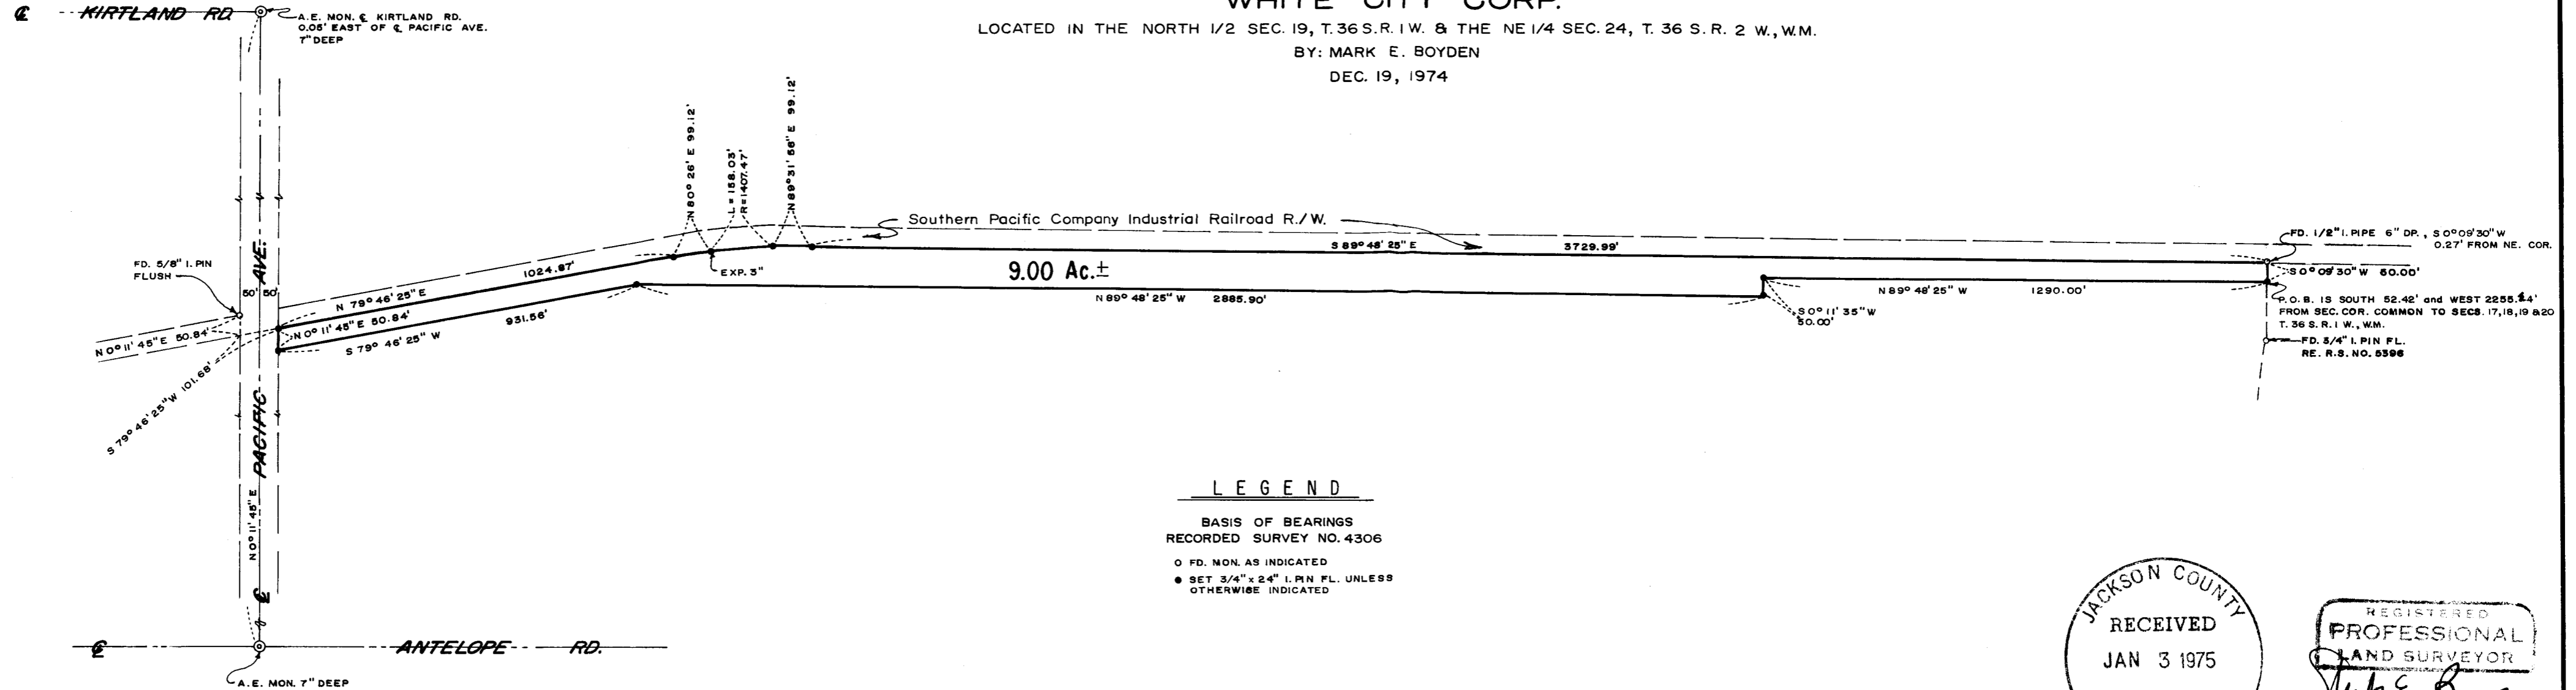 WHITE CITY CORP.
LOCATED IN THE NORTH 1/2 SEC. 19, T. 36 S. R. 1 W. & THE NE 1/4 SEC. 24, T. 36 S. R. 2 W., W.M.
BY: MARK E. BOYDEN
DEC. 19, 1974
℄ KIRTLAND RD.
A.E. MON. ℄ KIRTLAND RD.
0.05' EAST OF ℄ PACIFIC AVE.
7" DEEP
N 80° 26' E 99.12'
L = 158.03'
R = 1407.47'
N 89° 31' 56" E 99.12'
Southern Pacific Company Industrial Railroad R./W.
S 89° 48' 25" E 3729.99'
FD. 1/2" I. PIPE 6" DP., S 0° 09' 30" W
0.27' FROM NE. COR.
S 0° 09' 30" W 50.00'
P.O.B. IS SOUTH 52.42' and WEST 2255.14'
FROM SEC. COR. COMMON TO SECS. 17, 18, 19 & 20
T. 36 S. R. 1 W., W.M.
FD. 3/4" I. PIN FL.
RE. R.S. NO. 5396
FD. 5/8" I. PIN
FLUSH
50' 50'
1024.87'
EXP. 3"
9.00 Ac.±
N 79° 46' 25" E
N 89° 48' 25" W 2885.90'
N 89° 48' 25" W 1290.00'
S 0° 11' 35" W
50.00'
N 0° 11' 45" E 50.84'
931.56'
S 79° 46' 25" W
N 0° 11' 45" E 50.84'
S 79° 46' 25" W 101.68'
℄ PACIFIC AVE.
N 0° 11' 45" E
LEGEND
BASIS OF BEARINGS
RECORDED SURVEY NO. 4306
O FD. MON. AS INDICATED
● SET 3/4" x 24" I. PIN FL. UNLESS
OTHERWISE INDICATED
℄ ANTELOPE RD.
A.E. MON. 7" DEEP
JACKSON COUNTY
RECEIVED
JAN 3 1975
REGISTERED
PROFESSIONAL
LAND SURVEYOR